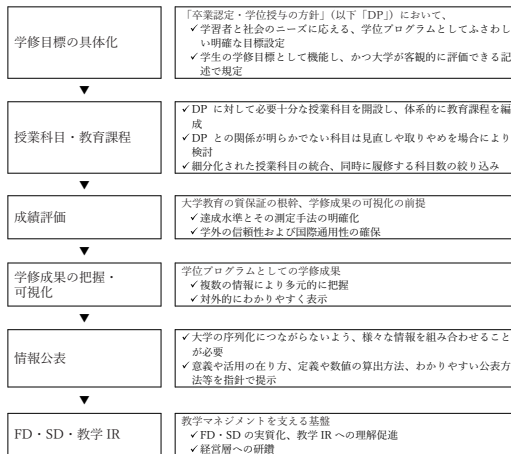 学修目標の具体化
「卒業認定・学位授与の方針」(以下「DP」)において、
✓学習者と社会のニーズに応える、学位プログラムとしてふさわし
い明確な目標設定
✓学生の学修目標として機能し、かつ大学が客観的に評価できる記
述で規定
▼
授業科目・教育課程
✓DP に対して必要十分な授業科目を開設し、体系的に教育課程を編
成
✓DP との関係が明らかでない科目は見直しや取りやめを場合により
検討
✓細分化された授業科目の統合、同時に履修する科目数の絞り込み
▼
成績評価
大学教育の質保証の根幹、学修成果の可視化の前提
✓達成水準とその測定手法の明確化
✓学外の信頼性および国際通用性の確保
▼
学修成果の把握・
可視化
学位プログラムとしての学修成果
✓複数の情報により多元的に把握
✓対外的にわかりやすく表示
▼
情報公表
✓大学の序列化につながらないよう、様々な情報を組み合わせること
が必要
✓意義や活用の在り方、定義や数値の算出方法、わかりやすい公表方
法等を指針で提示
▼
FD・SD・教学 IR
教学マネジメントを支える基盤
✓FD・SD の実質化、教学 IR への理解促進
✓経営層への研鑽